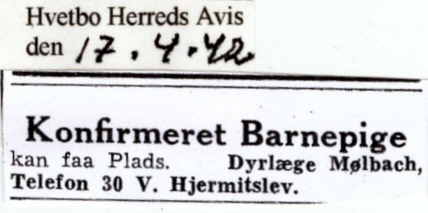 Hvetbo Herreds Avis
den 17.4.42
Konfirmeret Barnepige
kan faa Plads. Dyrlæge Mølbach,
Telefon 30 V. Hjermitslev.